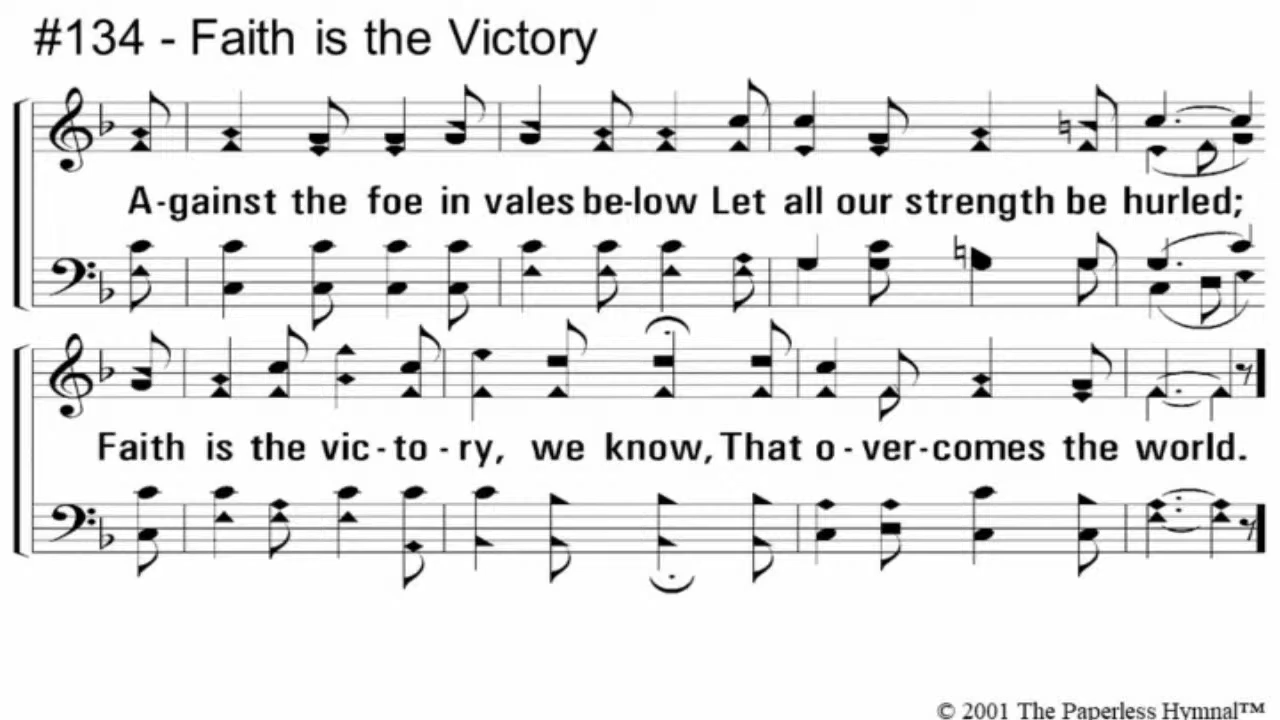 #134 - Faith is the Victory
A-gainst the foe in vales be-low Let all our strength be hurled;
Faith is the vic-to-ry, we know, That o-ver-comes the world.
© 2001 The Paperless Hymnal™